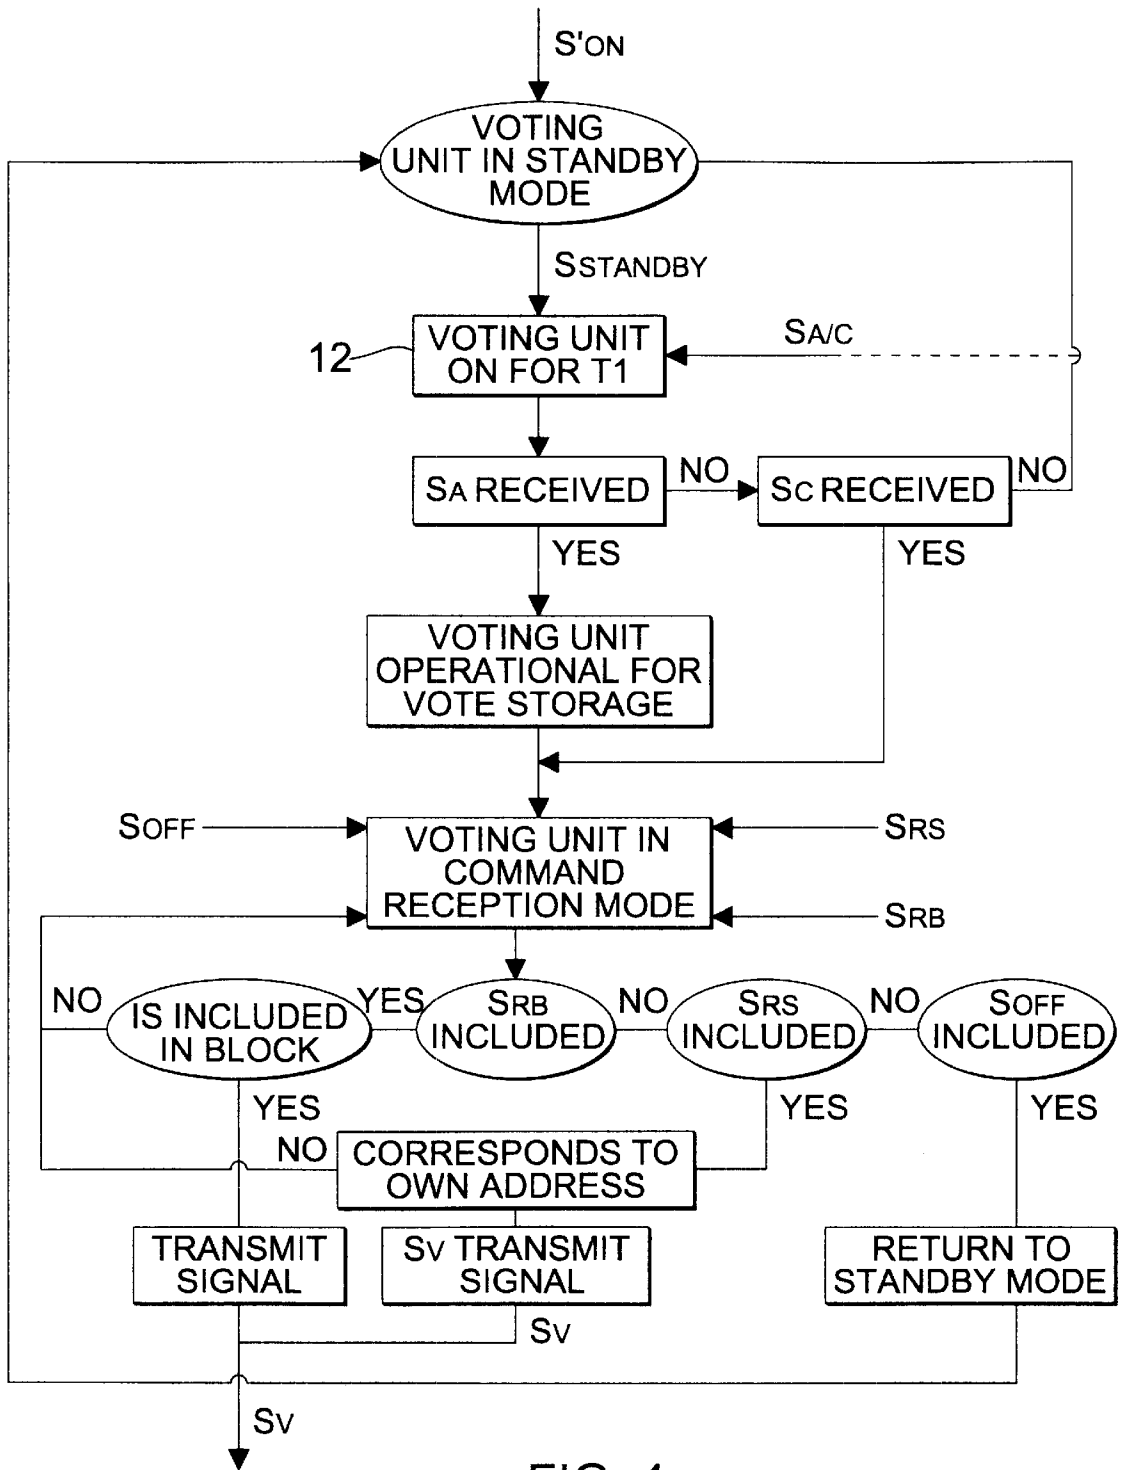 S'ON
VOTING
UNIT IN STANDBY
MODE
SSTANDBY
12
VOTING UNIT
ON FOR T1
SA/C
SA RECEIVED
NO
SC RECEIVED
NO
YES
YES
VOTING UNIT
OPERATIONAL FOR
VOTE STORAGE
SOFF
VOTING UNIT IN
COMMAND
RECEPTION MODE
SRS
SRB
NO
IS INCLUDED
IN BLOCK
YES
SRB
INCLUDED
NO
SRS
INCLUDED
NO
SOFF
INCLUDED
YES
YES
YES
NO
CORRESPONDS TO
OWN ADDRESS
TRANSMIT
SIGNAL
SV TRANSMIT
SIGNAL
RETURN TO
STANDBY MODE
SV
SV